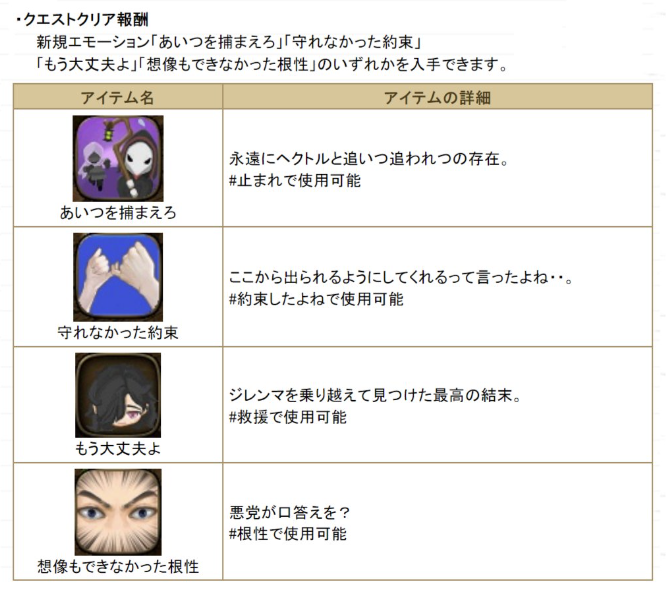 ・クエストクリア報酬
新規エモーション「あいつを捕まえろ」「守れなかった約束」
「もう大丈夫よ」「想像もできなかった根性」のいずれかを入手できます。
アイテム名
アイテムの詳細
あいつを捕まえろ
永遠にヘクトルと追いつ追われつの存在。
#止まれで使用可能
守れなかった約束
ここから出られるようにしてくれるって言ったよね・・。
#約束したよねで使用可能
もう大丈夫よ
ジレンマを乗り越えて見つけた最高の結末。
#救援で使用可能
想像もできなかった根性
悪党が口答えを？
#根性で使用可能